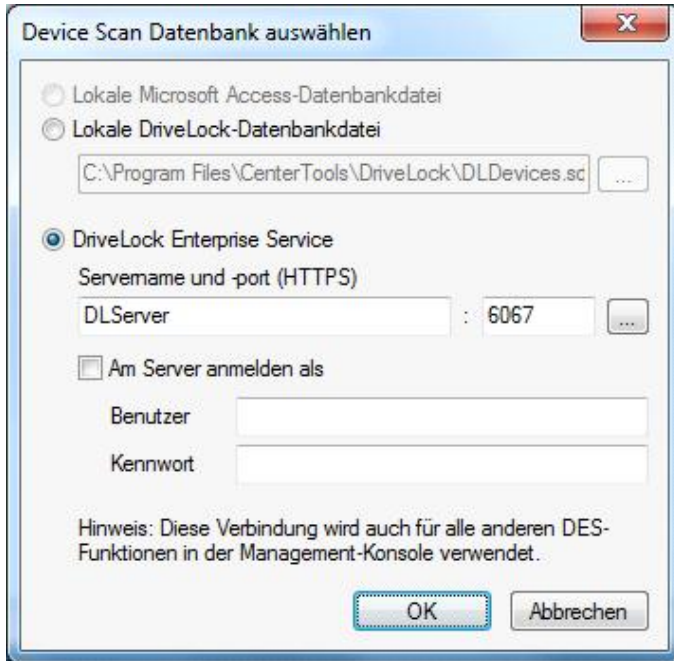 Device Scan Datenbank auswählen
Lokale Microsoft Access-Datenbankdatei
Lokale DriveLock-Datenbankdatei
C:\Program Files\CenterTools\DriveLock\DLDevices.sd
...
DriveLock Enterprise Service
Servername und -port (HTTPS)
DLServer : 6067 ...
Am Server anmelden als
Benutzer
Kennwort
Hinweis: Diese Verbindung wird auch für alle anderen DES-
Funktionen in der Management-Konsole verwendet.
OK Abbrechen